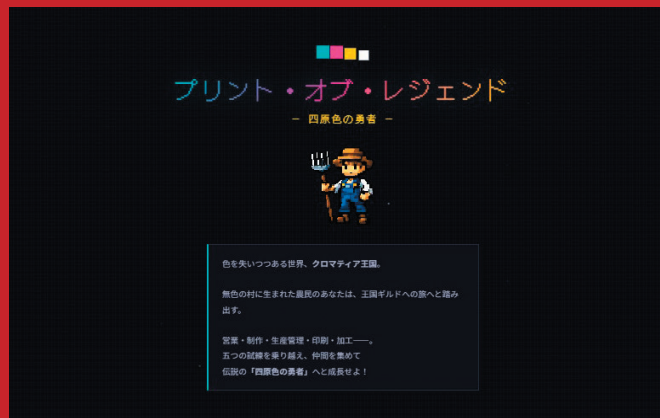 プリント・オブ・レジェンド
− 四原色の勇者 −
色を失いつつある世界、クロマティア王国。
無色の村に生まれた農民のあなたは、王国ギルドへの旅へと踏み
出す。
営業・制作・生産管理・印刷・加工──。
五つの試練を乗り越え、仲間を集めて
伝説の「四原色の勇者」へと成長せよ！